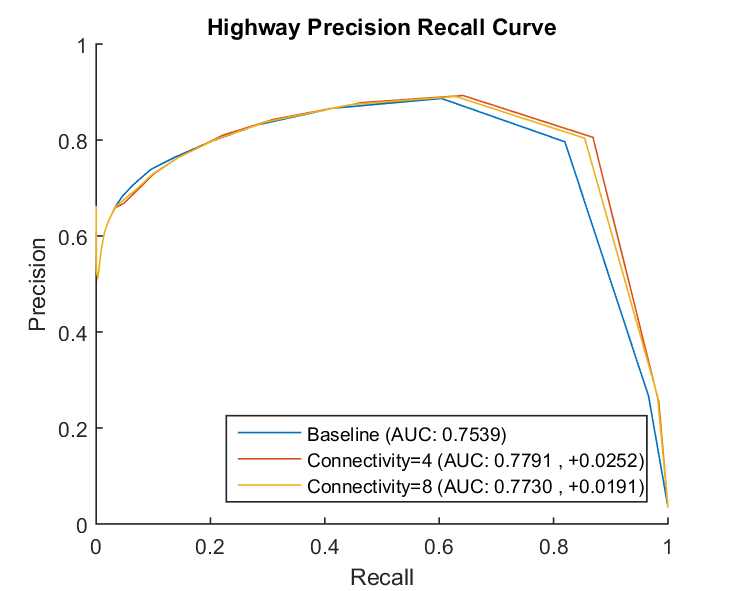 Highway Precision Recall Curve
1
0.8
0.6
0.4
0.2
0
Precision
Baseline (AUC: 0.7539)
Connectivity=4 (AUC: 0.7791 , +0.0252)
Connectivity=8 (AUC: 0.7730 , +0.0191)
0 0.2 0.4 0.6 0.8 1
Recall